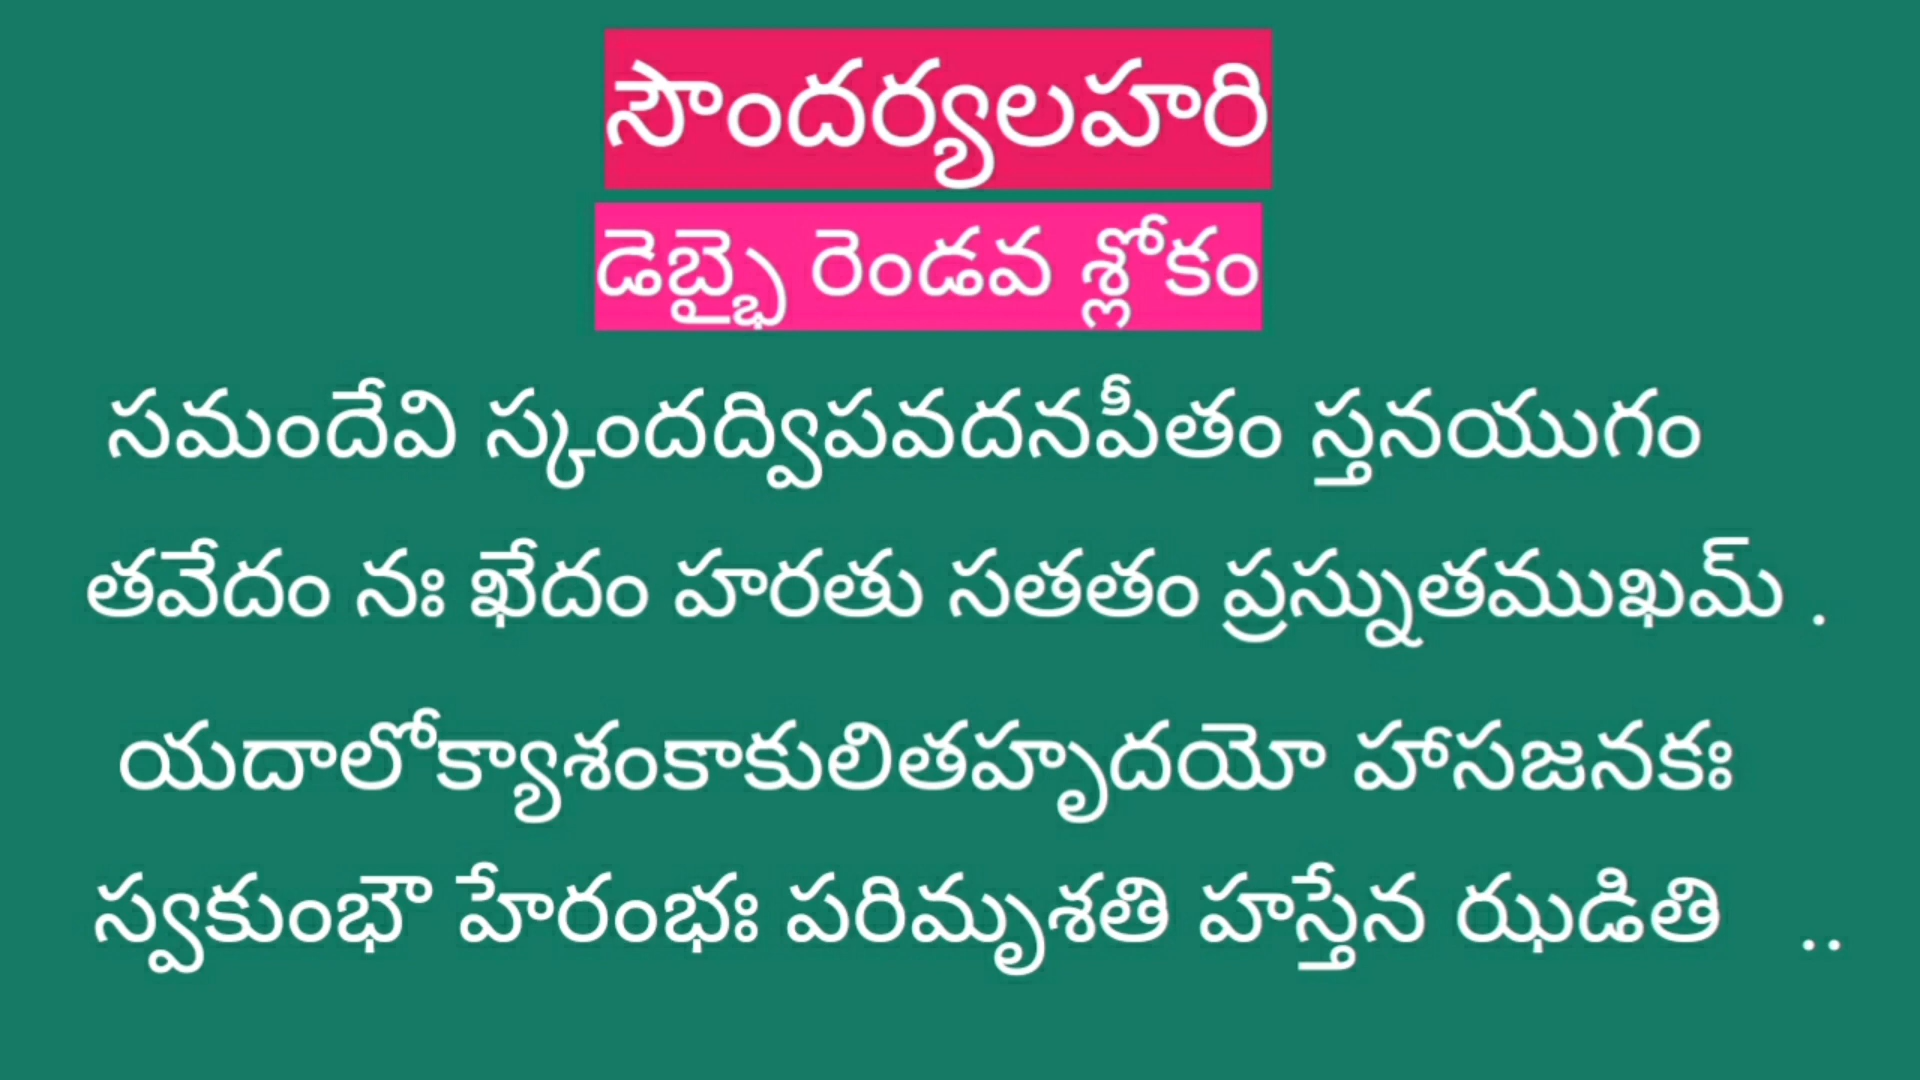 సౌందర్యలహరి
డెబ్భై రెండవ శ్లోకం
సమందేవి స్కందద్విపవదనపీతం స్తనయుగం
తవేదం నః ఖేదం హరతు సతతం ప్రస్నుతముఖమ్ .
యదాలోక్యాశంకాకులితహృదయో హాసజనకః
స్వకుంభౌ హేరంభః పరిమృశతి హస్తేన ఝడితి ..